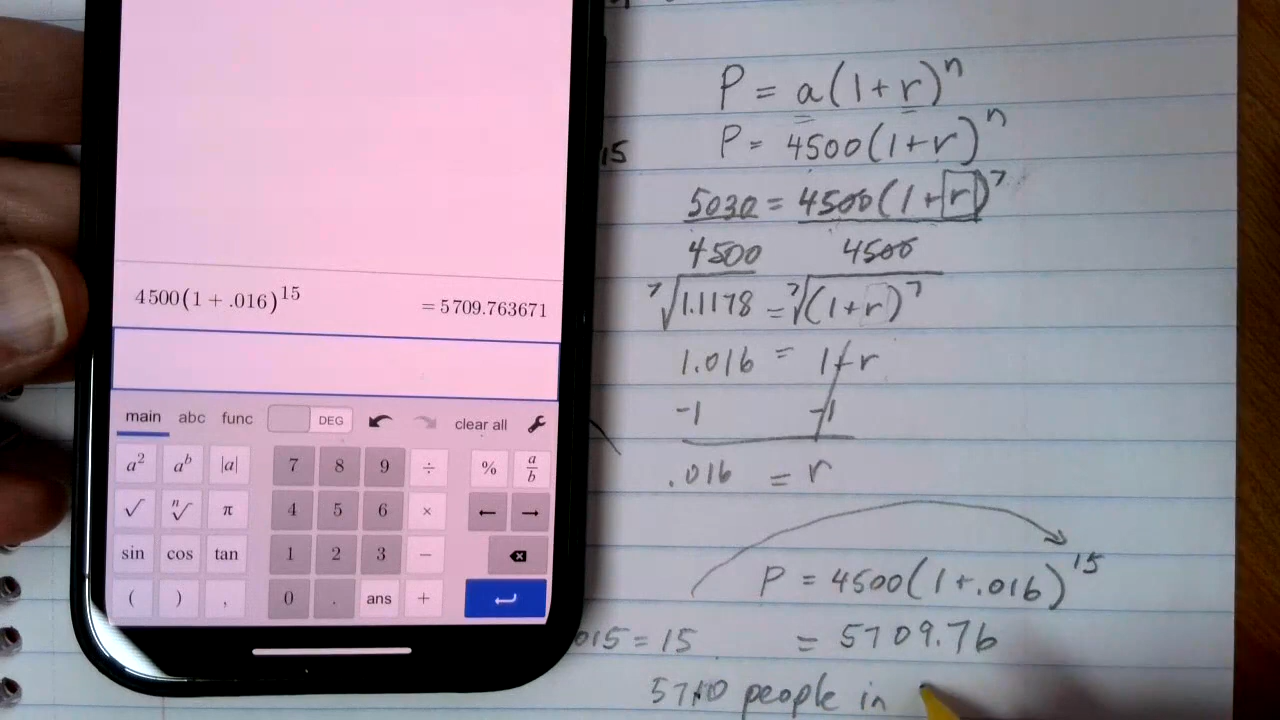 P = a(1+r)^n
P = 4500(1+r)^n
15
5030 = 4500(1+r)^7
4500 4500
7√1.1178 = 7√(1+r)^7
1.016 = 1+r
-1 -1
.016 = r
P = 4500(1+.016)^15
015 = 15 = 5709.76
5710 people in
4500(1 + .016)^15 = 5709.763671
main abc func DEG clear all
a^2 a^b |a| 7 8 9 ÷ % a/b
√ n√ π 4 5 6 × ← →
sin cos tan 1 2 3 −
( ) , 0 . ans +